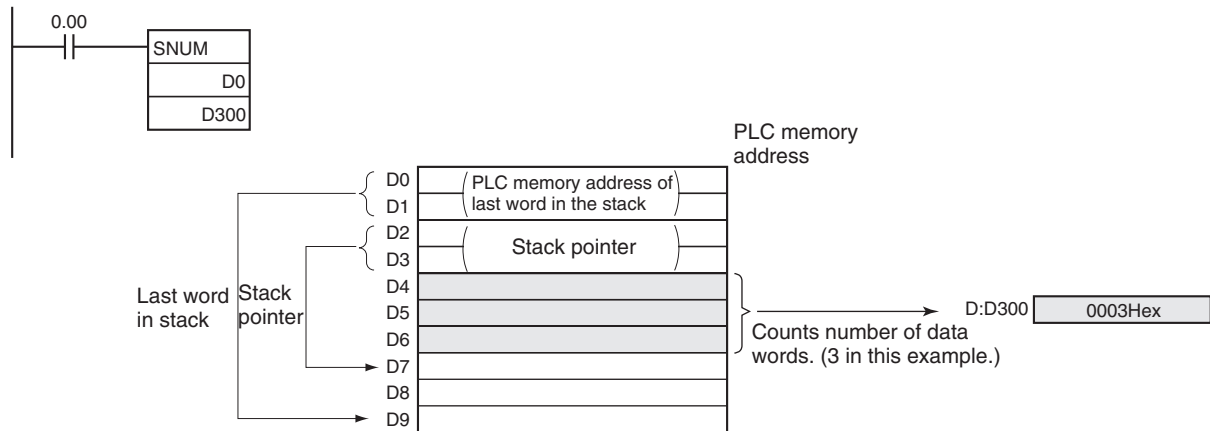 0.00
SNUM
D0
D300
PLC memory
address
D0
PLC memory address of
last word in the stack
D1
D2
Stack pointer
D3
D4
Last word
in stack
Stack
pointer
D5
D:D300
0003Hex
D6
Counts number of data
words. (3 in this example.)
D7
D8
D9